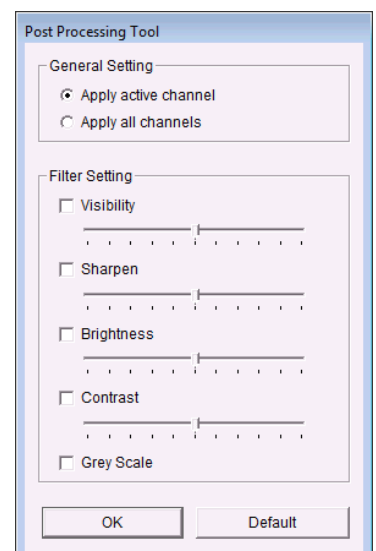 Post Processing Tool
General Setting
Apply active channel
Apply all channels
Filter Setting
Visibility
Sharpen
Brightness
Contrast
Grey Scale
OK Default